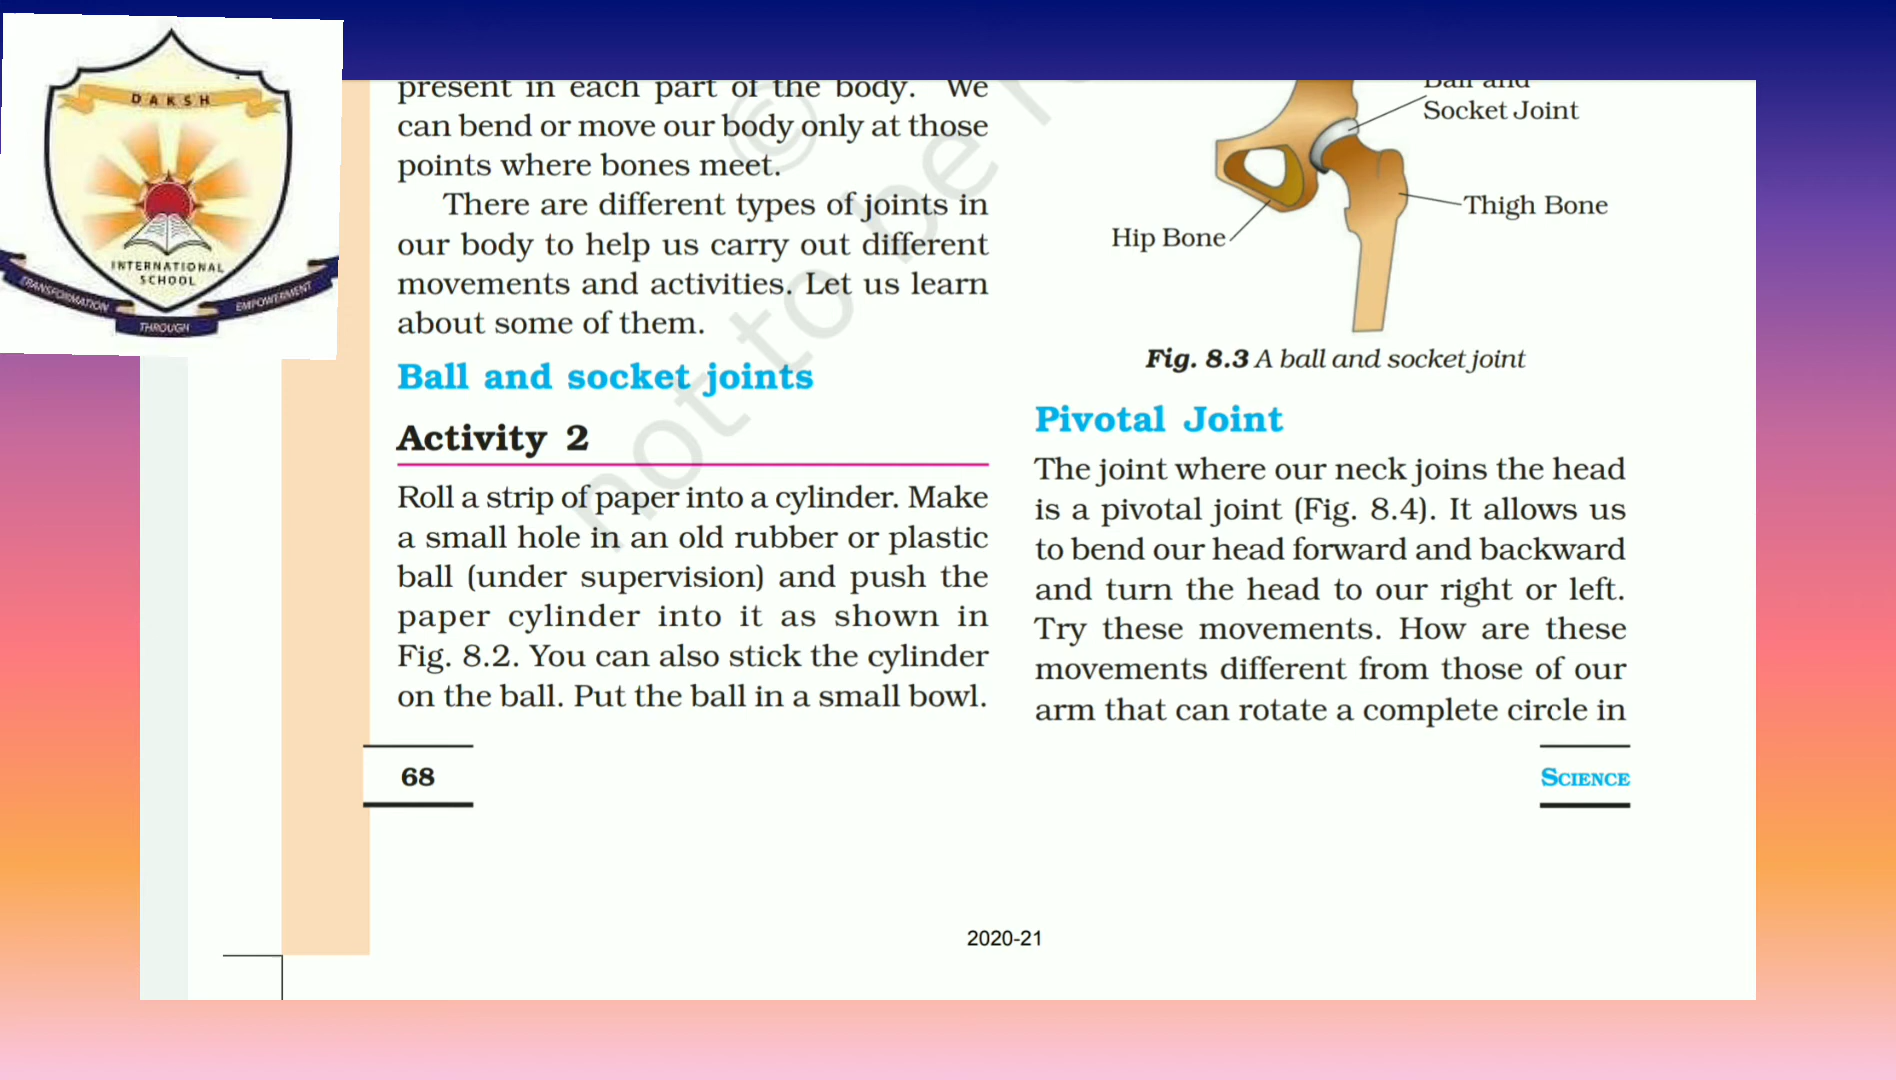 DAKSH
INTERNATIONAL
SCHOOL
TRANSFORMATION
THROUGH
EMPOWERMENT
present in each part of the body. We
can bend or move our body only at those
points where bones meet.
There are different types of joints in
our body to help us carry out different
movements and activities. Let us learn
about some of them.
Ball and socket joints
Activity 2
Roll a strip of paper into a cylinder. Make
a small hole in an old rubber or plastic
ball (under supervision) and push the
paper cylinder into it as shown in
Fig. 8.2. You can also stick the cylinder
on the ball. Put the ball in a small bowl.
Ball and
Socket Joint
Thigh Bone
Hip Bone
Fig. 8.3 A ball and socket joint
Pivotal Joint
The joint where our neck joins the head
is a pivotal joint (Fig. 8.4). It allows us
to bend our head forward and backward
and turn the head to our right or left.
Try these movements. How are these
movements different from those of our
arm that can rotate a complete circle in
68
SCIENCE
2020-21
©
not to be r